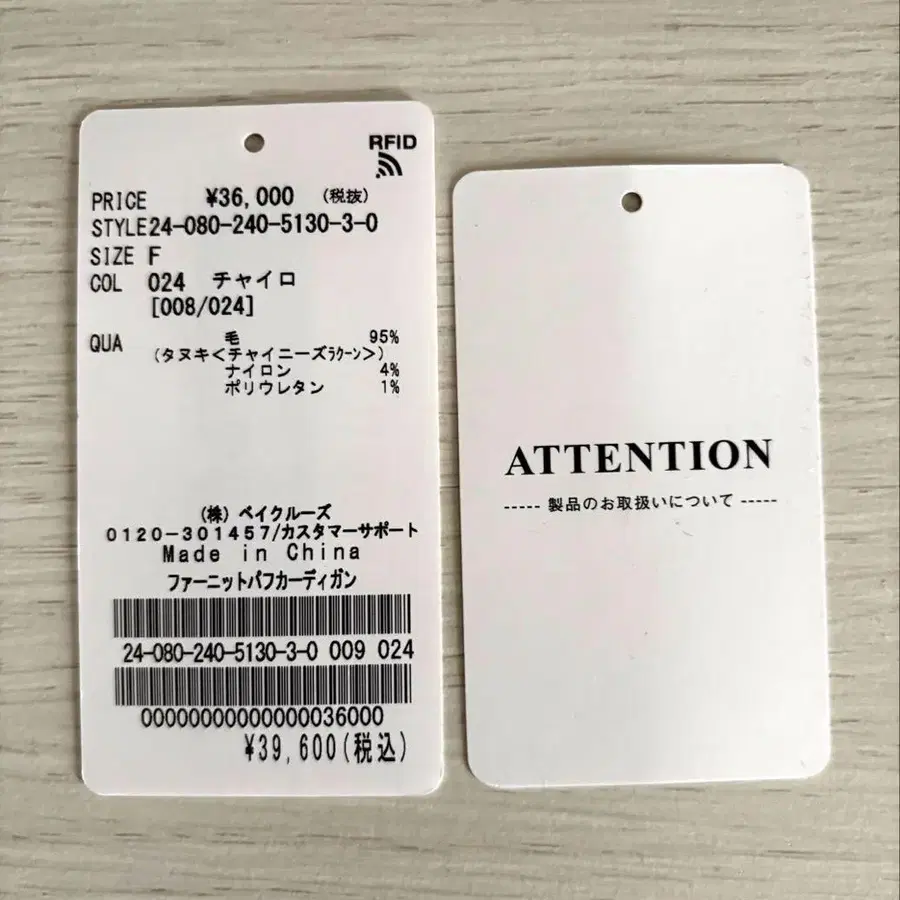 RFID
PRICE ¥36,000 (税抜)
STYLE24-080-240-5130-3-0
SIZE F
COL 024 チャイロ
[008/024]
QUA 毛 95%
(タヌキ<チャイニーズﾗｸｰﾝ>)
ナイロン 4%
ポリウレタン 1%
(株)ベイクルーズ
0120-301457/カスタマーサポート
Made in China
ファーニットパフカーディガン
24-080-240-5130-3-0 009 024
00000000000000036000
¥39,600(税込)
ATTENTION
----- 製品のお取扱いについて -----